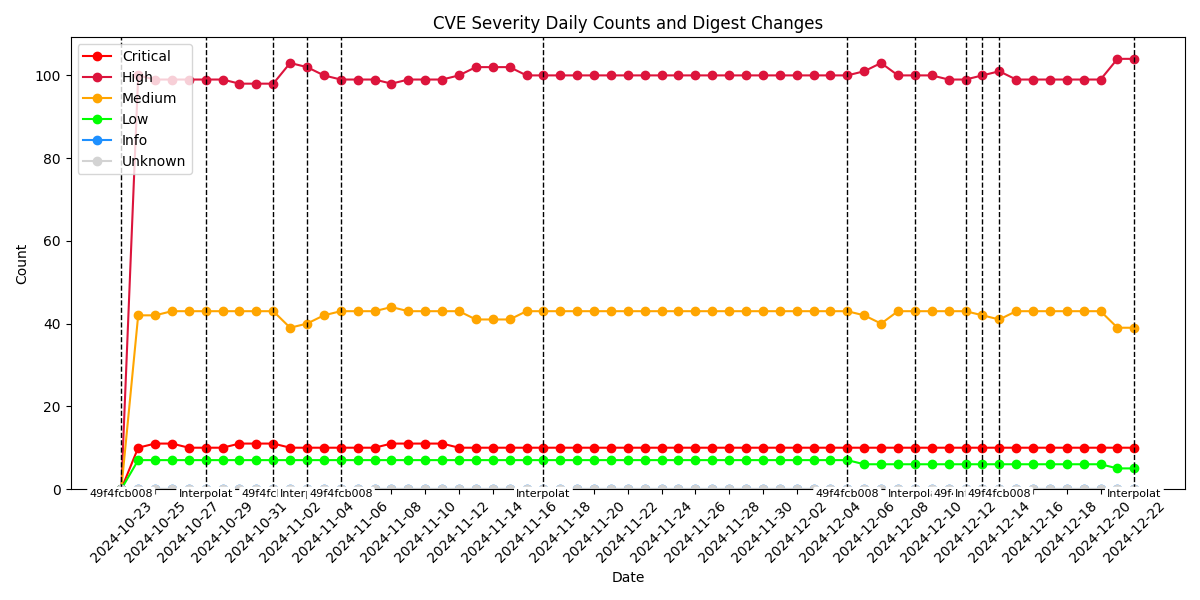 CVE Severity Daily Counts and Digest Changes
Critical
High
Medium
Low
Info
Unknown
Count
100
80
60
40
20
0
49f4fcb008
Interpolat
49f4fc
Inter
49f4fcb008
Interpolat
49f4fcb008
Interpola
49f4
In
49f4fcb008
Interpolat
2024-10-23
2024-10-25
2024-10-27
2024-10-29
2024-10-31
2024-11-02
2024-11-04
2024-11-06
2024-11-08
2024-11-10
2024-11-12
2024-11-14
2024-11-16
2024-11-18
2024-11-20
2024-11-22
2024-11-24
2024-11-26
2024-11-28
2024-11-30
2024-12-02
2024-12-04
2024-12-06
2024-12-08
2024-12-10
2024-12-12
2024-12-14
2024-12-16
2024-12-18
2024-12-20
2024-12-22
Date